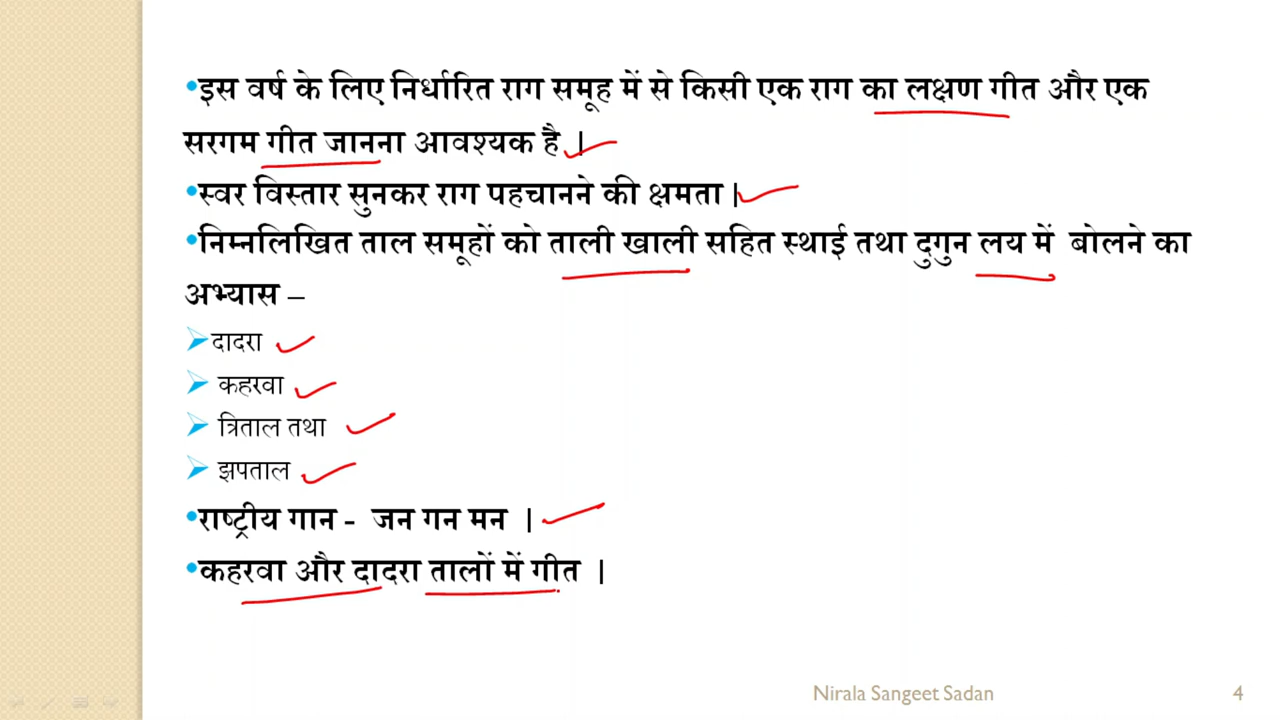 •इस वर्ष के लिए निर्धारित राग समूह में से किसी एक राग का लक्षण गीत और एक
सरगम गीत जानना आवश्यक है |
•स्वर विस्तार सुनकर राग पहचानने की क्षमता |
•निम्नलिखित ताल समूहों को ताली खाली सहित स्थाई तथा दुगुन लय में बोलने का
अभ्यास –
➢दादरा
➢ कहरवा
➢ त्रिताल तथा
➢ झपताल
•राष्ट्रीय गान - जन गन मन |
•कहरवा और दादरा तालों में गीत |
Nirala Sangeet Sadan 4